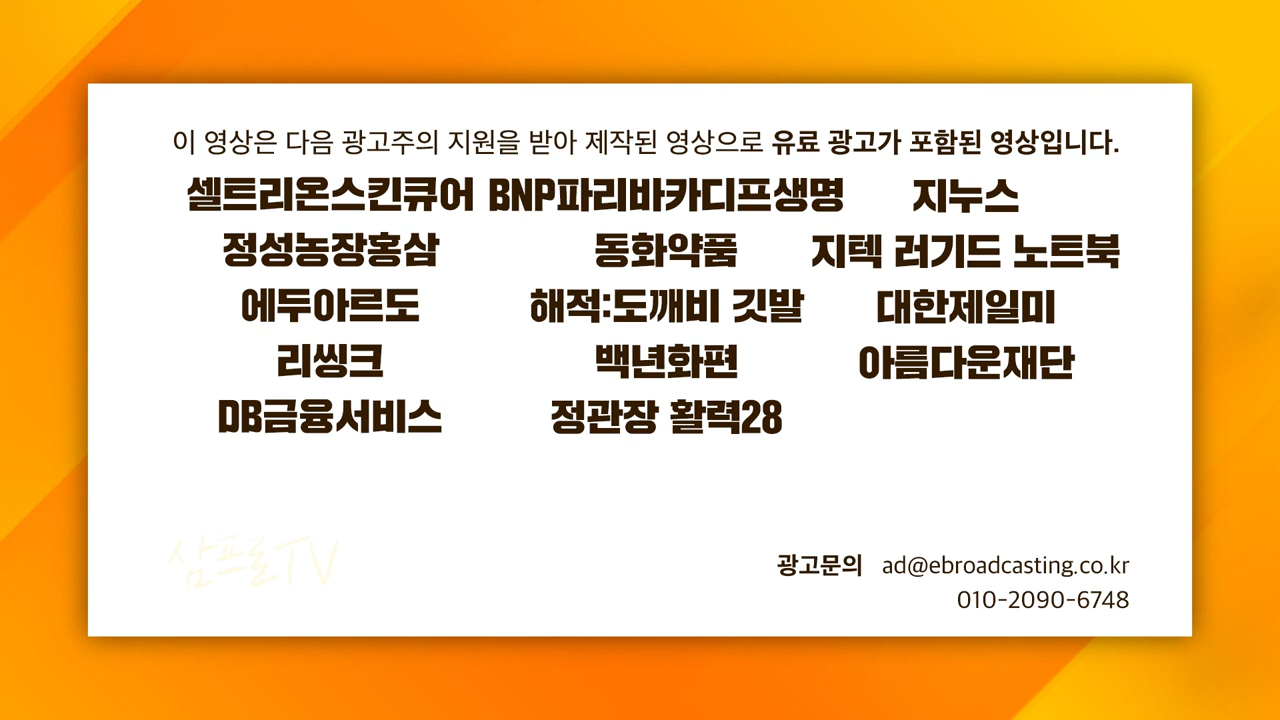 이 영상은 다음 광고주의 지원을 받아 제작된 영상으로 유료 광고가 포함된 영상입니다.
셀트리온스킨큐어 BNP파리바카디프생명 지누스
정성농장홍삼 동화약품 지텍 러기드 노트북
에두아르도 해적:도깨비 깃발 대한제일미
리씽크 백년화편 아름다운재단
DB금융서비스 정관장 활력28
삼프로TV
광고문의 ad@ebroadcasting.co.kr
010-2090-6748